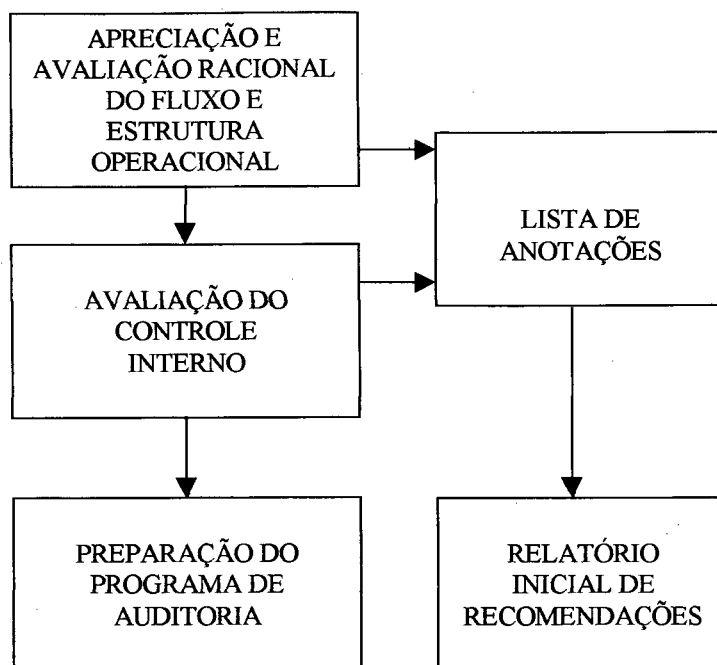 APRECIAÇÃO E
AVALIAÇÃO RACIONAL
DO FLUXO E
ESTRUTURA
OPERACIONAL
LISTA DE
ANOTAÇÕES
AVALIAÇÃO DO
CONTROLE
INTERNO
PREPARAÇÃO DO
PROGRAMA DE
AUDITORIA
RELATÓRIO
INICIAL DE
RECOMENDAÇÕES